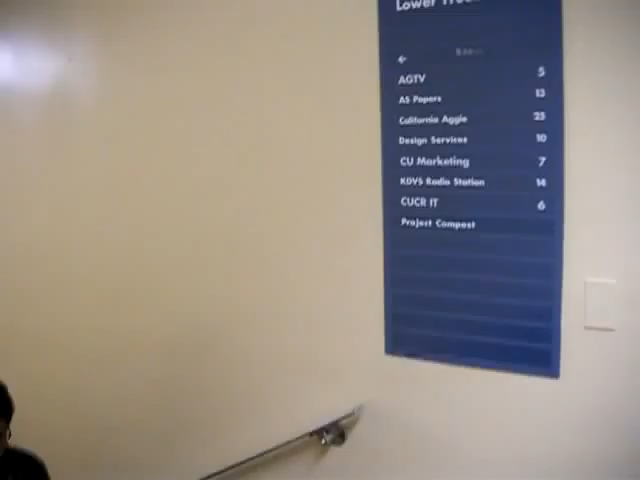 Lower
←
AGTV 5
AS Papers 13
California Aggie 25
Design Services 10
CU Marketing 7
KDVS Radio Station 14
CUCR IT 6
Project Compost